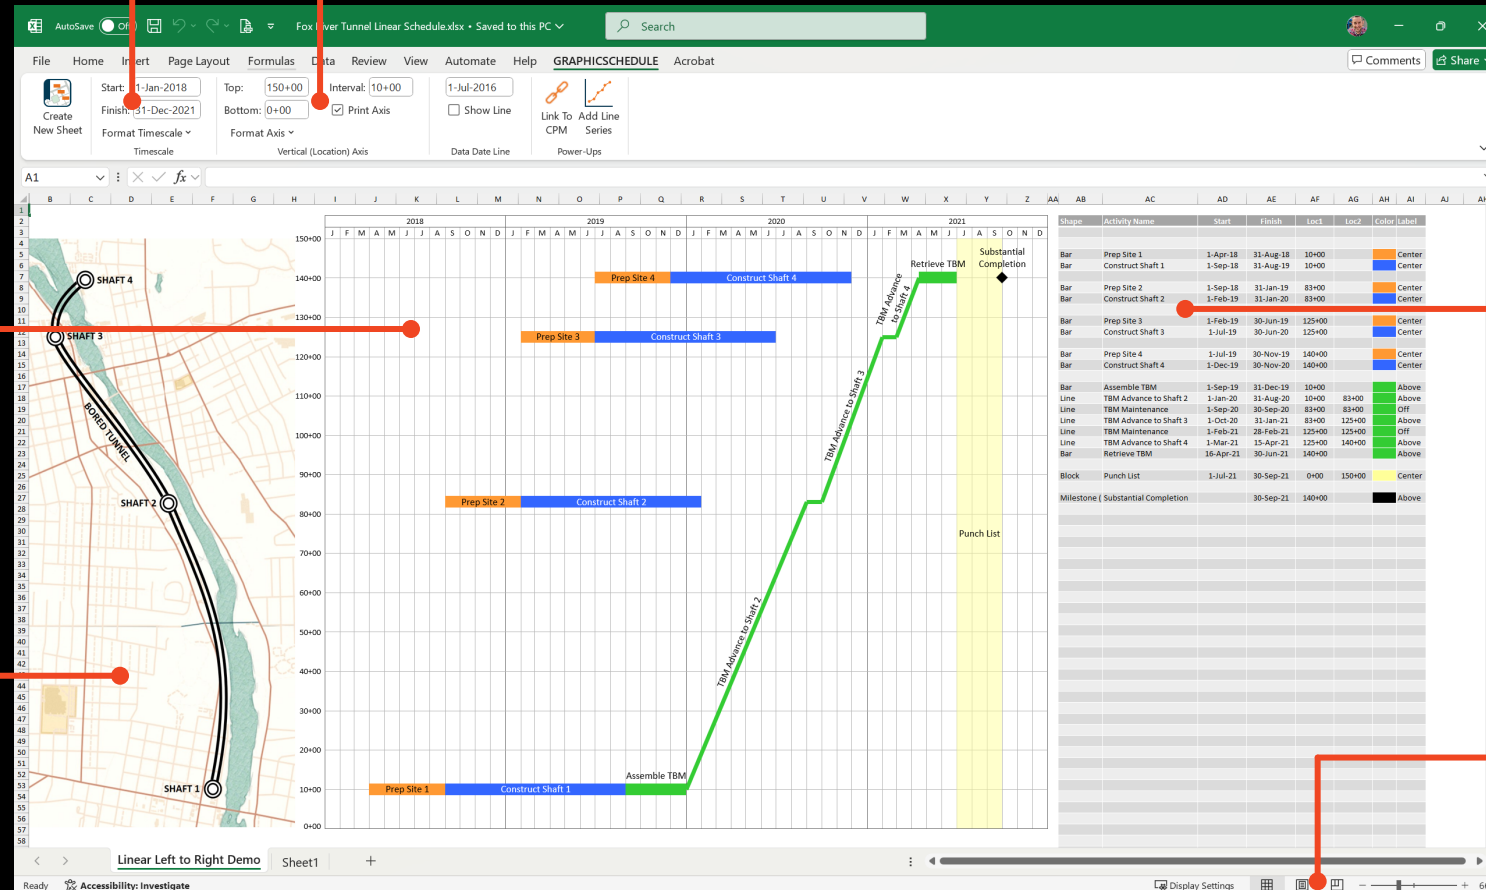 AutoSave Off
Fox River Tunnel Linear Schedule.xlsx • Saved to this PC
Search
File Home Insert Page Layout Formulas Data Review View Automate Help GRAPHICSCHEDULE Acrobat
Comments Share
Start: 1-Jan-2018 Top: 150+00 Interval: 10+00 1-Jul-2016
Finish: 31-Dec-2021 Bottom: 0+00 Print Axis Show Line
Create New Sheet
Format Timescale Format Axis
Link To CPM
Add Line Series
Timescale Vertical (Location) Axis Data Date Line Power-Ups
A1 fx
B C D E F G H I J K L M N O P Q R S T U V W X Y Z AA AB AC AD AE AF AG AH AI AJ
2018 2019 2020 2021
J F M A M J J A S O N D J F M A M J J A S O N D J F M A M J J A S O N D J F M A M J J A S O N D
150+00
140+00
130+00
120+00
110+00
100+00
90+00
80+00
70+00
60+00
50+00
40+00
30+00
20+00
10+00
0+00
SHAFT 4
SHAFT 3
BORED TUNNEL
SHAFT 2
SHAFT 1
Substantial
Completion
Retrieve TBM
Prep Site 4 Construct Shaft 4
TBM Advance
to Shaft 4
Prep Site 3 Construct Shaft 3
TBM Advance to Shaft 3
Prep Site 2 Construct Shaft 2
Punch List
TBM Advance to Shaft 2
Assemble TBM
Prep Site 1 Construct Shaft 1
Shape Activity Name Start Finish Loc1 Loc2 Color Label
Bar Prep Site 1 1-Apr-18 31-Aug-18 10+00 Center
Bar Construct Shaft 1 1-Sep-18 31-Aug-19 10+00 Center
Bar Prep Site 2 1-Sep-18 31-Jan-19 83+00 Center
Bar Construct Shaft 2 1-Feb-19 31-Jan-20 83+00 Center
Bar Prep Site 3 1-Feb-19 30-Jun-19 125+00 Center
Bar Construct Shaft 3 1-Jul-19 30-Jun-20 125+00 Center
Bar Prep Site 4 1-Jul-19 30-Nov-19 140+00 Center
Bar Construct Shaft 4 1-Dec-19 30-Nov-20 140+00 Center
Bar Assemble TBM 1-Sep-19 31-Dec-19 10+00 Above
Line TBM Advance to Shaft 2 1-Jan-20 31-Aug-20 10+00 83+00 Above
Line TBM Maintenance 1-Sep-20 30-Sep-20 83+00 83+00 Off
Line TBM Advance to Shaft 3 1-Oct-20 31-Jan-21 83+00 125+00 Above
Line TBM Maintenance 1-Feb-21 28-Feb-21 125+00 125+00 Off
Line TBM Advance to Shaft 4 1-Mar-21 15-Apr-21 125+00 140+00 Above
Bar Retrieve TBM 16-Apr-21 30-Jun-21 140+00 Above
Block Punch List 1-Jul-21 30-Sep-21 0+00 150+00 Center
Milestone ( Substantial Completion 30-Sep-21 140+00 Above
Linear Left to Right Demo Sheet1
Ready Accessibility: Investigate Display Settings